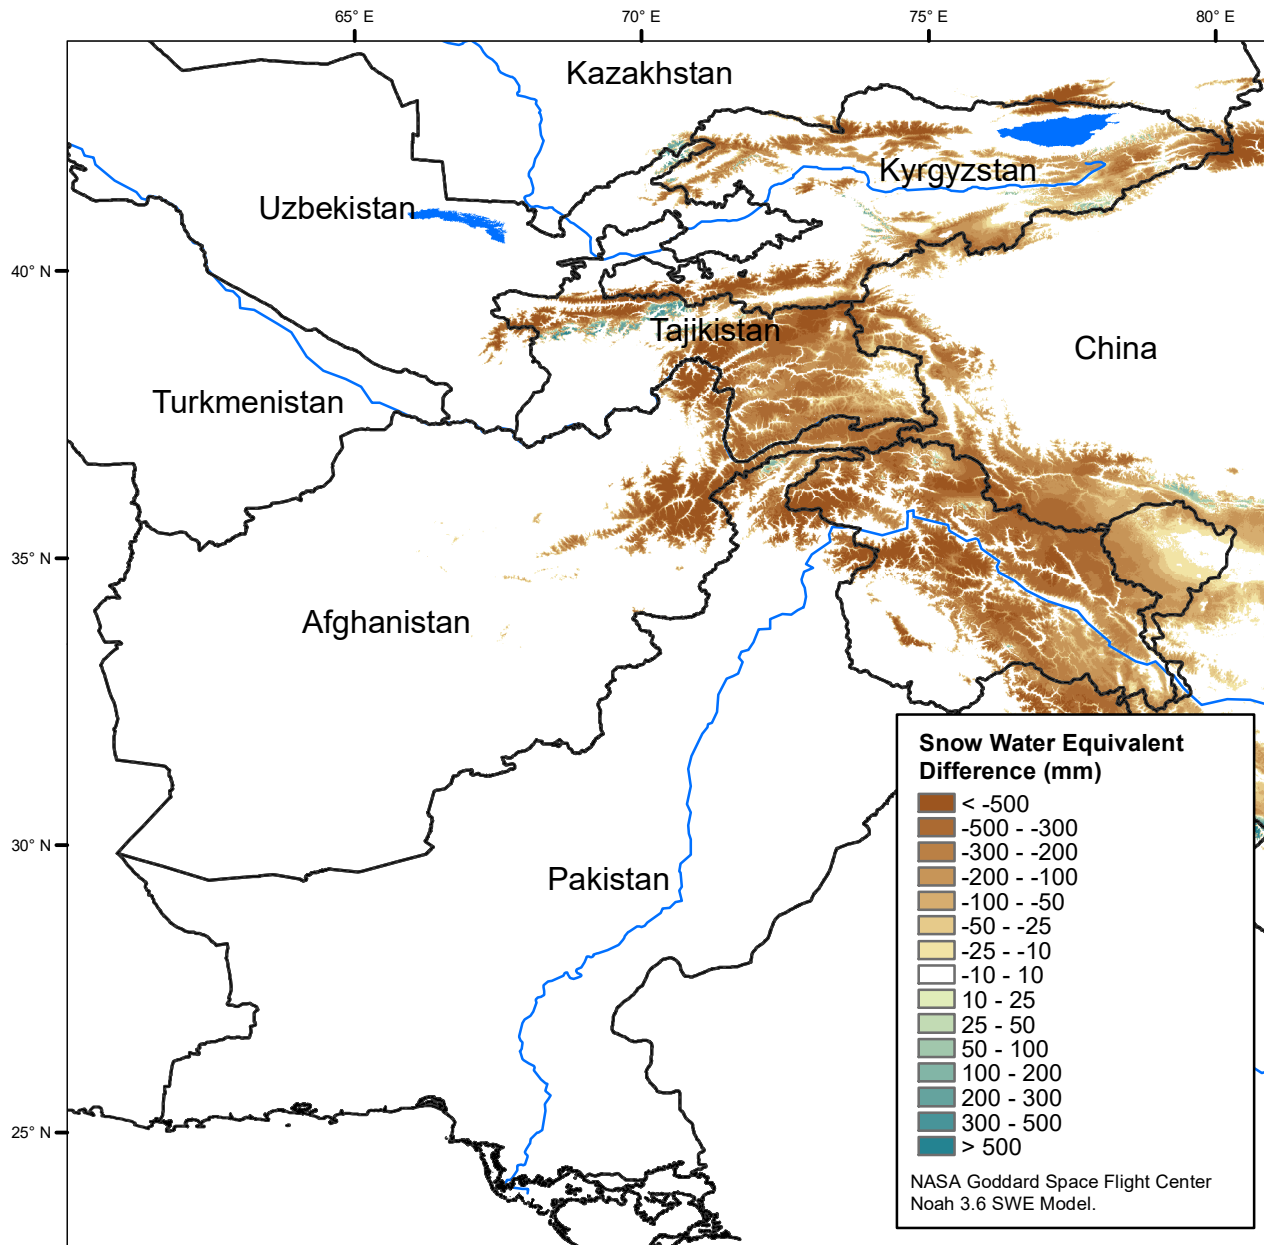 65° E
70° E
75° E
80° E
Kazakhstan
Kyrgyzstan
Uzbekistan
40° N
Tajikistan
China
Turkmenistan
35° N
Afghanistan
30° N
Pakistan
25° N
Snow Water Equivalent
Difference (mm)
< -500
-500 - -300
-300 - -200
-200 - -100
-100 - -50
-50 - -25
-25 - -10
-10 - 10
10 - 25
25 - 50
50 - 100
100 - 200
200 - 300
300 - 500
> 500
NASA Goddard Space Flight Center
Noah 3.6 SWE Model.